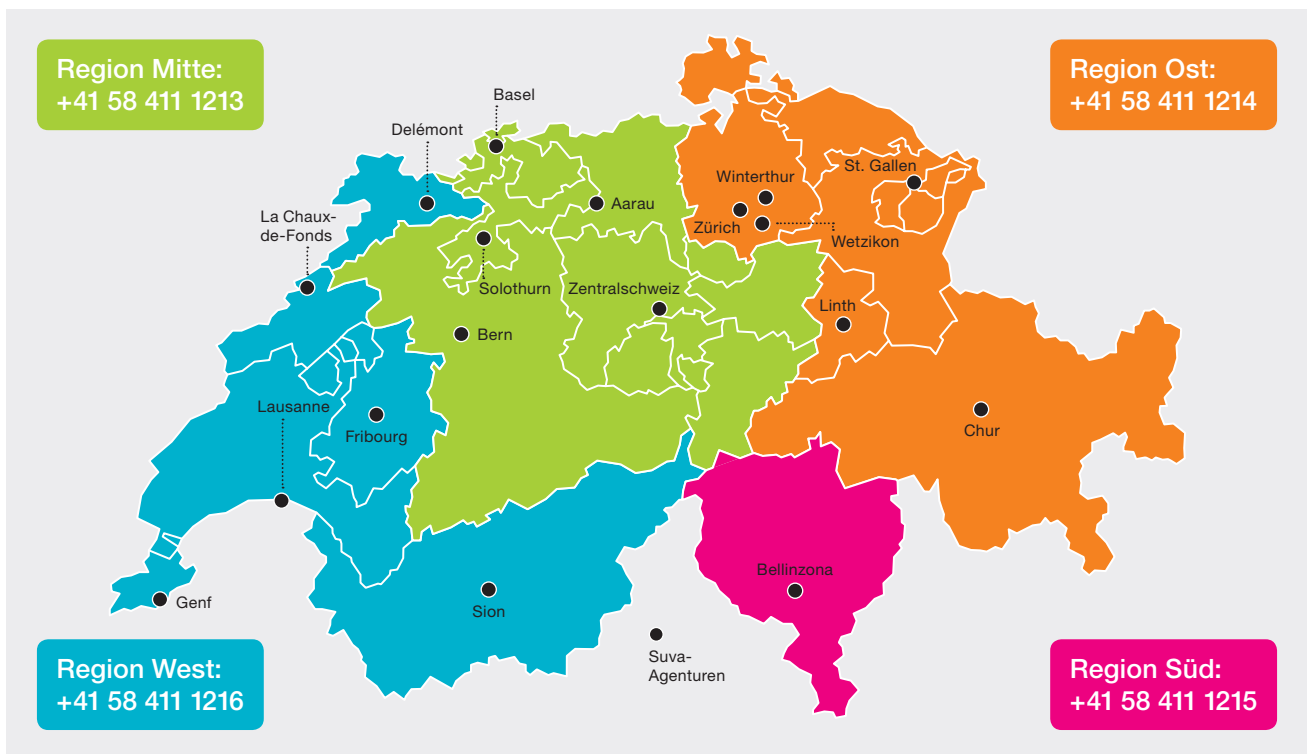 Region Mitte:
+41 58 411 1213
Region Ost:
+41 58 411 1214
Basel
Delémont
La Chaux-
de-Fonds
Aarau
Solothurn
Zentralschweiz
Bern
Winterthur
St. Gallen
Zürich
Wetzikon
Linth
Lausanne
Fribourg
Chur
Genf
Sion
Bellinzona
Suva-
Agenturen
Region West:
+41 58 411 1216
Region Süd:
+41 58 411 1215